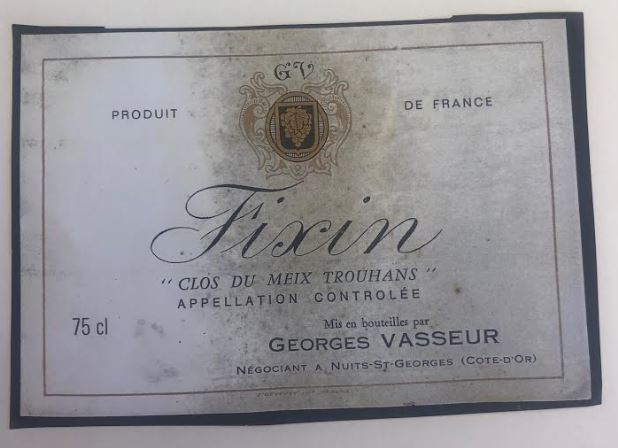 GV
PRODUIT DE FRANCE
Fixin
“ CLOS DU MEIX TROUHANS ”
APPELLATION CONTROLÉE
75 cl
Mis en bouteilles par
GEORGES VASSEUR
NÉGOCIANT A NUITS-ST-GEORGES (COTE-D'OR)